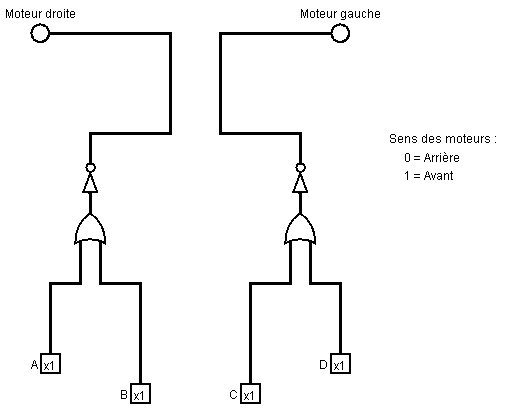 Moteur droite
Moteur gauche
Sens des moteurs :
0 = Arrière
1 = Avant
A x1
D x1
B x1
C x1